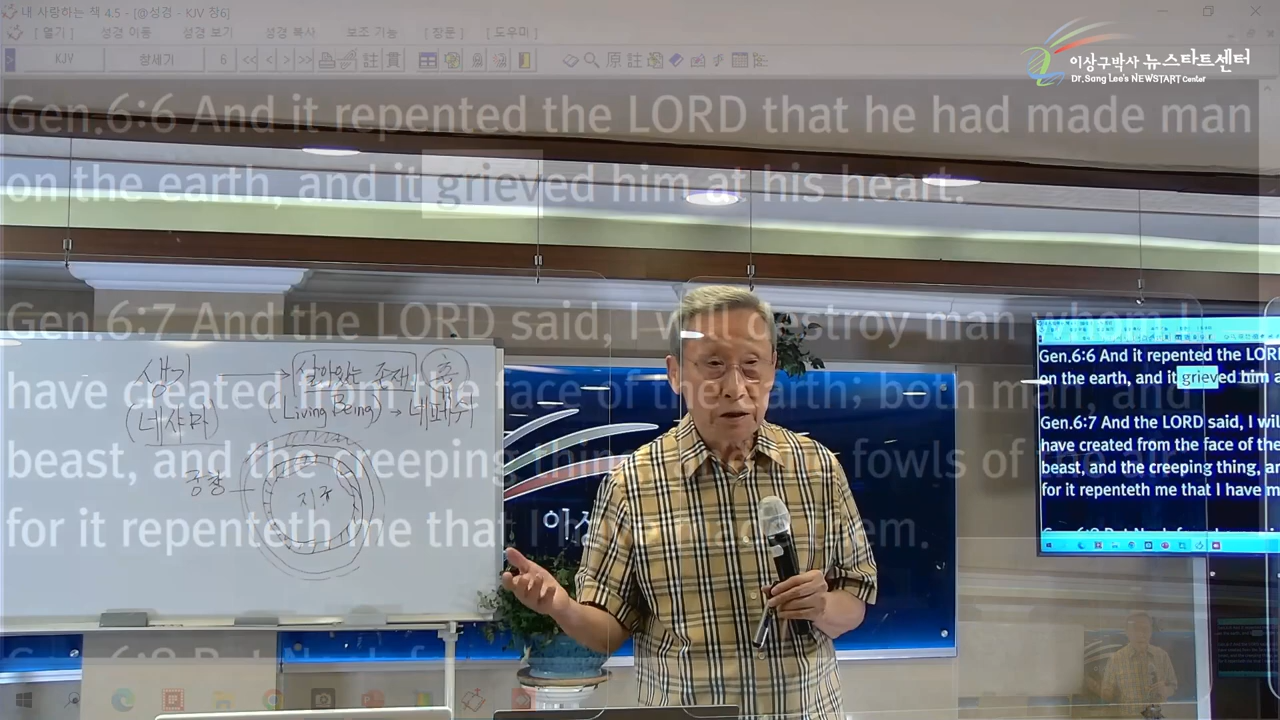 내 사랑하는 책 4.5 - [@성경 - KJV 창6]
[ 열기 ] 성경 이동 성경 보기 성경 복사 보조 기능 [ 창문 ] [ 도우미 ]
KJV 창세기 6 << < > >>
이상구박사 뉴스타트센터
Dr. Sang Lee's NEWSTART Center
Gen.6:6 And it repented the LORD that he had made man
on the earth, and it grieved him at his heart.
Gen.6:7 And the LORD said, I will destroy man whom I
have created from the face of the earth; both man, and
beast, and the creeping thing, and the fowls of the air;
for it repenteth me that I have made them.
생기 → 살아있는 존재 흙
(네샤마) (Living Being) → 네페쉬
궁창
지구
이상
Gen.6:6 And it repented the LORD
on the earth, and it grieved him a
Gen.6:7 And the LORD said, I will
have created from the face of the
beast, and the creeping thing, an
for it repenteth me that I have m